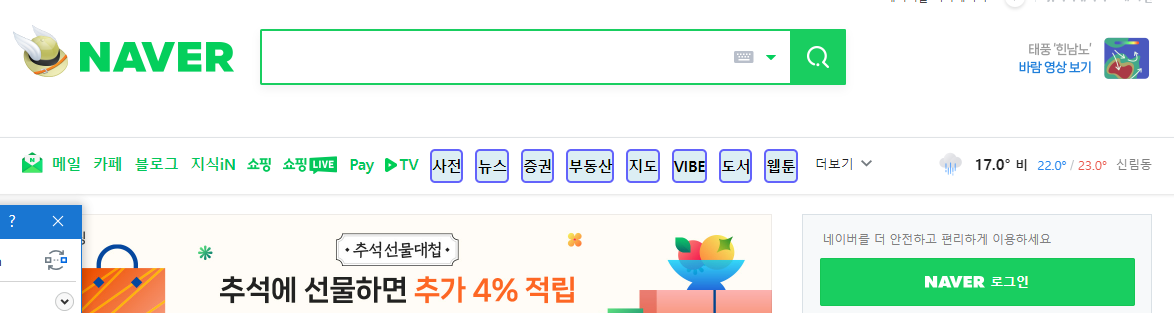 NAVER
태풍 '힌남노'
바람 영상 보기
메일 카페 블로그 지식iN 쇼핑 쇼핑LIVE Pay TV 사전 뉴스 증권 부동산 지도 VIBE 도서 웹툰 더보기
17.0° 비 22.0° / 23.0° 신림동
?
추석 선물대첩
추석에 선물하면 추가 4% 적립
네이버를 더 안전하고 편리하게 이용하세요
NAVER 로그인